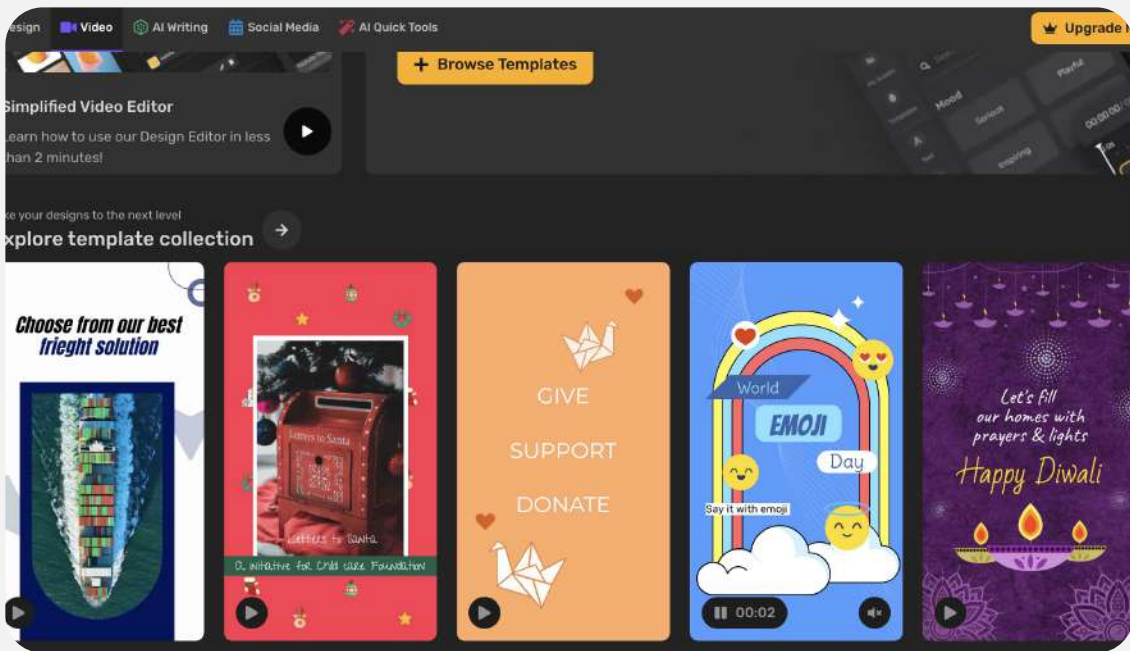 esign Video AI Writing Social Media AI Quick Tools Upgrade
Browse Templates
Simplified Video Editor
Learn how to use our Design Editor in less
than 2 minutes!
Mood
Serious
Playful
Inspiring
ke your designs to the next level
xplore template collection
Choose from our best
frieght solution
Letters to Santa
Letters to Santa
a initiative for Child care Foundation
GIVE
SUPPORT
DONATE
World
EMOJI
Day
Say it with emoji
00:02
Let's fill
our homes with
prayers & lights
Happy Diwali